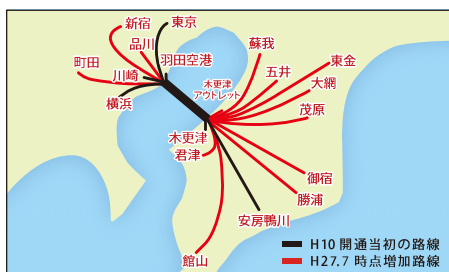 新宿
東京
品川
町田
羽田空港
川崎
横浜
蘇我
五井
東金
木更津
アウトレット
大網
茂原
木更津
君津
御宿
勝浦
安房鴨川
館山
H10 開通当初の路線
H27.7 時点増加路線